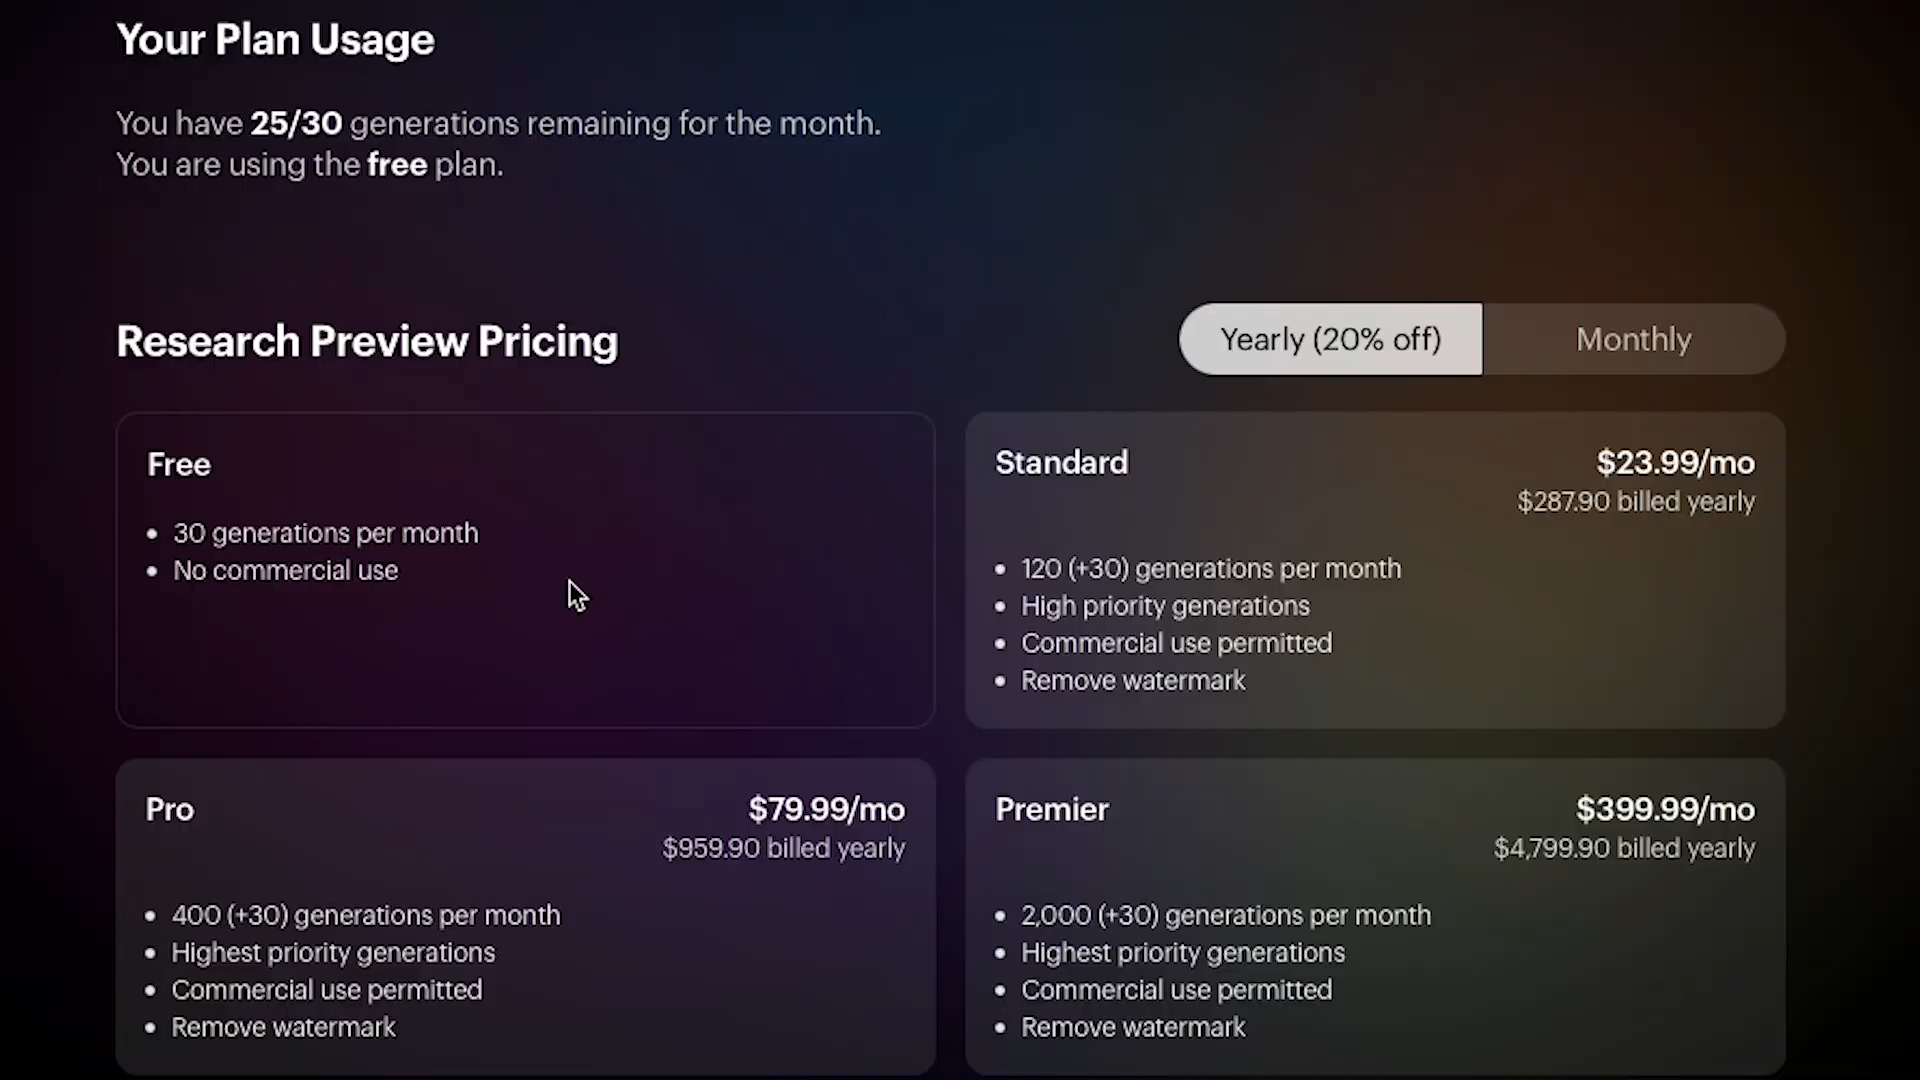 Your Plan Usage
You have 25/30 generations remaining for the month.
You are using the free plan.
Research Preview Pricing
Yearly (20% off)
Monthly
Free
• 30 generations per month
• No commercial use
Standard
$23.99/mo
$287.90 billed yearly
• 120 (+30) generations per month
• High priority generations
• Commercial use permitted
• Remove watermark
Pro
$79.99/mo
$959.90 billed yearly
• 400 (+30) generations per month
• Highest priority generations
• Commercial use permitted
• Remove watermark
Premier
$399.99/mo
$4,799.90 billed yearly
• 2,000 (+30) generations per month
• Highest priority generations
• Commercial use permitted
• Remove watermark